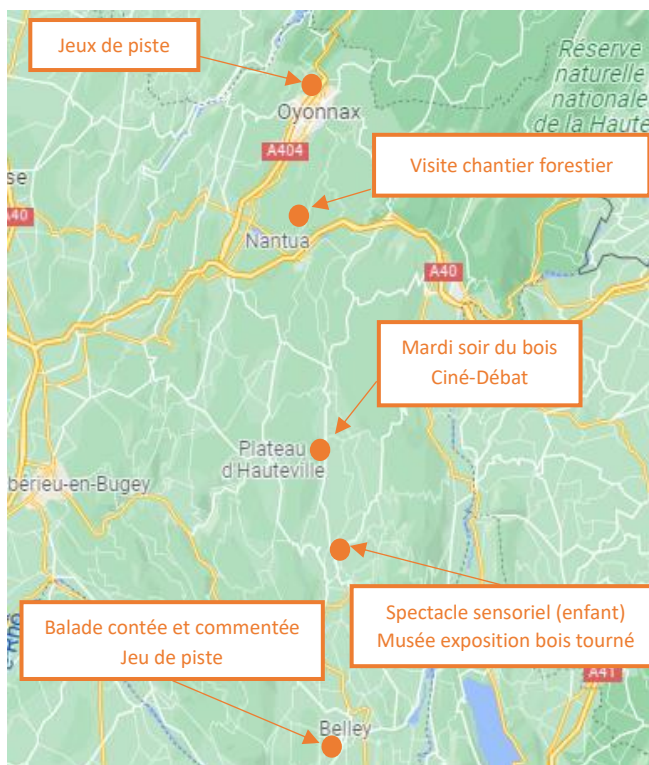 Jeux de piste
Réserve
naturelle
nationale
de la Haute
Oyonnax
A404
Visite chantier forestier
se
A40
Nantua
A40
Mardi soir du bois
Ciné-Débat
Plateau
d'Hauteville
bérieu-en-Bugey
Spectacle sensoriel (enfant)
Musée exposition bois tourné
Balade contée et commentée
Jeu de piste
Rhô
A41
Belley